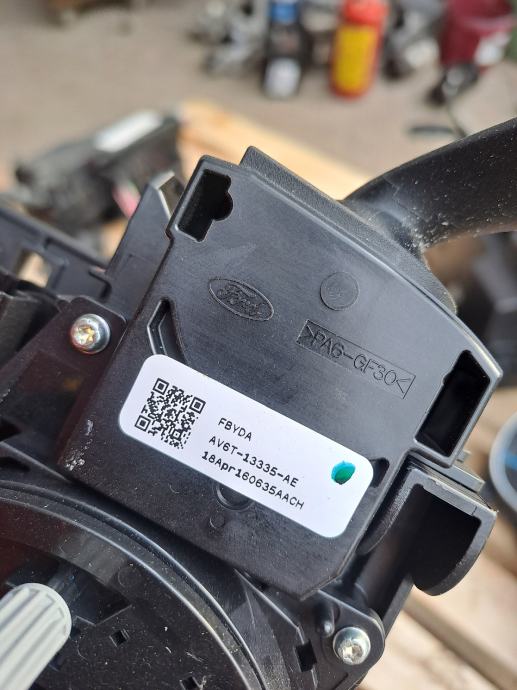 Ford
>PA6-GF30<
FBYDA
AV6T-13335-AE
18Apr160635AACH